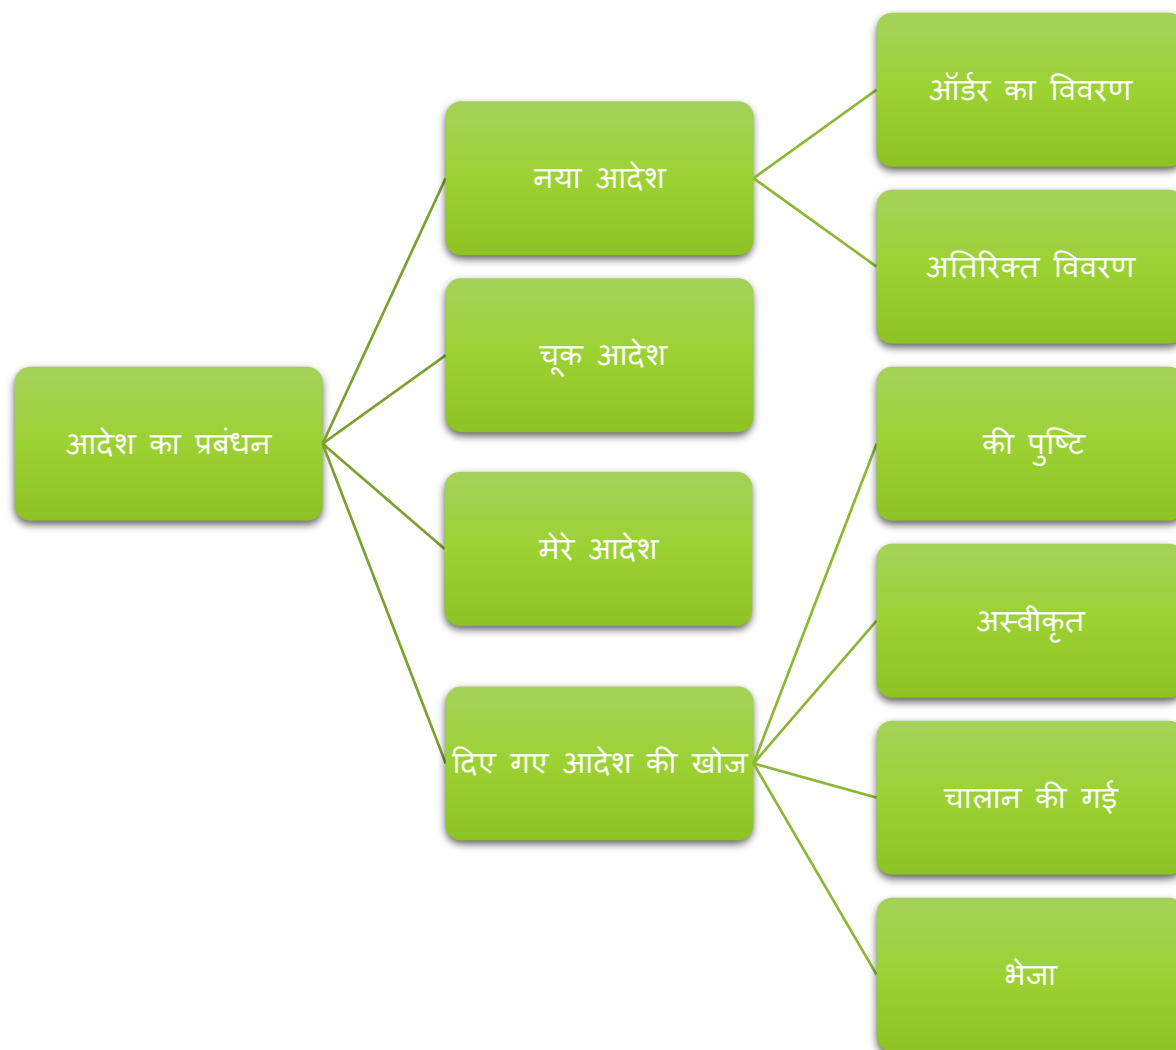 आदेश का प्रबंधन
नया आदेश
ऑर्डर का विवरण
अतिरिक्त विवरण
चूक आदेश
मेरे आदेश
दिए गए आदेश की खोज
की पुष्टि
अस्वीकृत
चालान की गई
भेजा